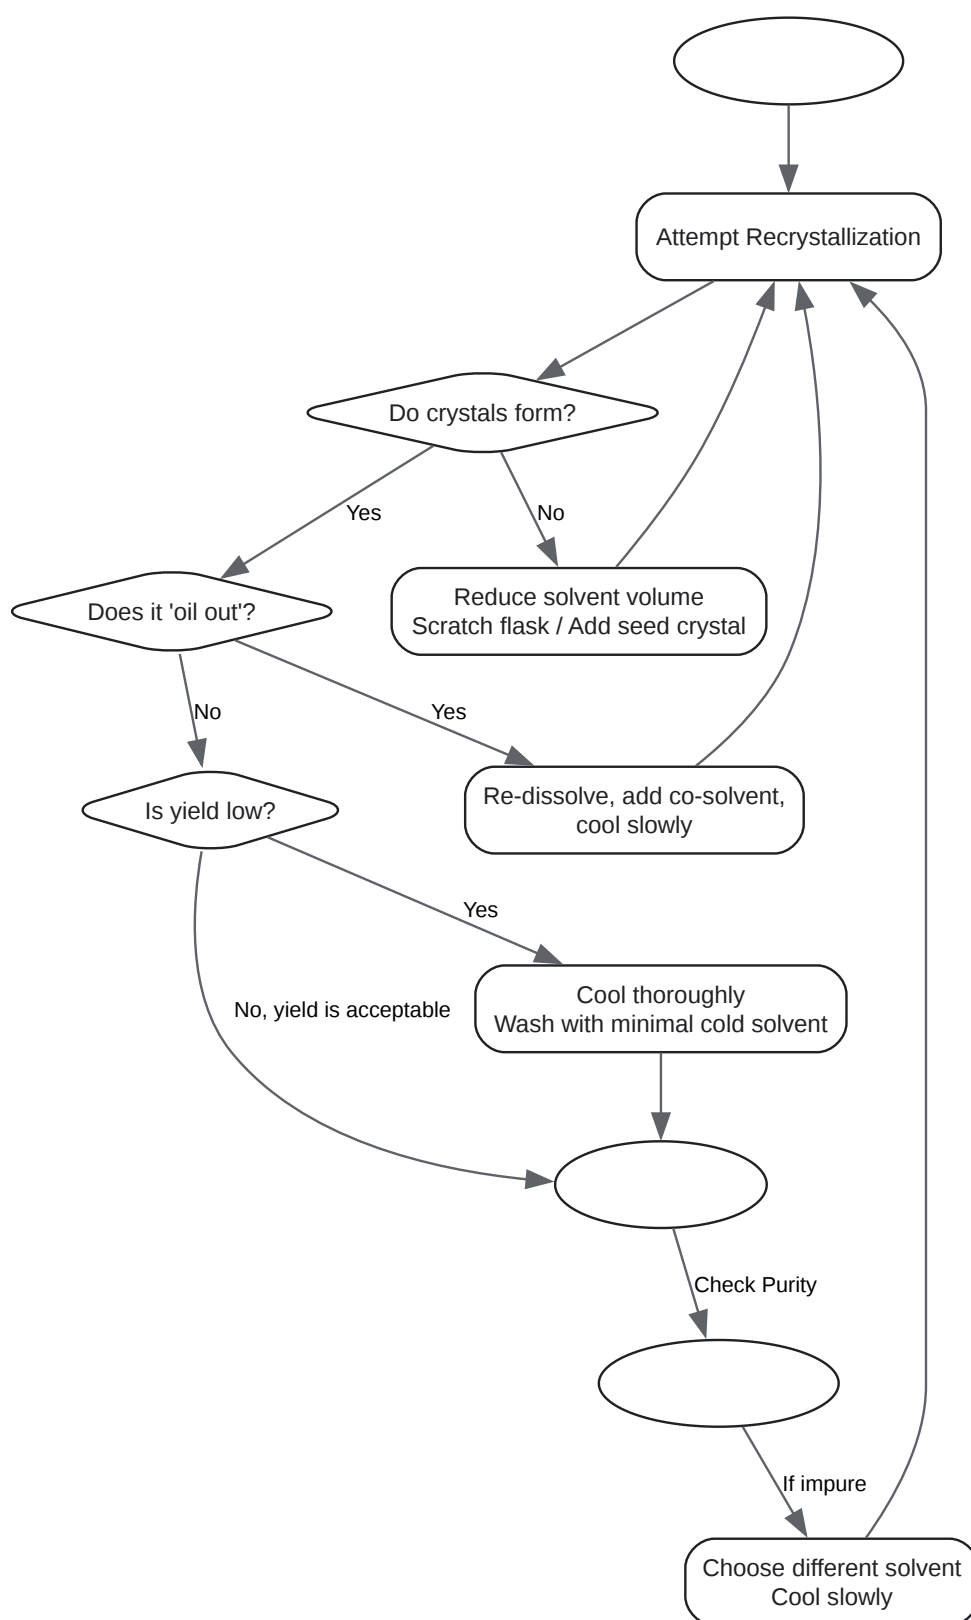 Attempt Recrystallization
Do crystals form?
Yes
No
Does it 'oil out'?
Reduce solvent volume
Scratch flask / Add seed crystal
No
Yes
Is yield low?
Re-dissolve, add co-solvent,
cool slowly
Yes
No, yield is acceptable
Cool thoroughly
Wash with minimal cold solvent
Check Purity
If impure
Choose different solvent
Cool slowly